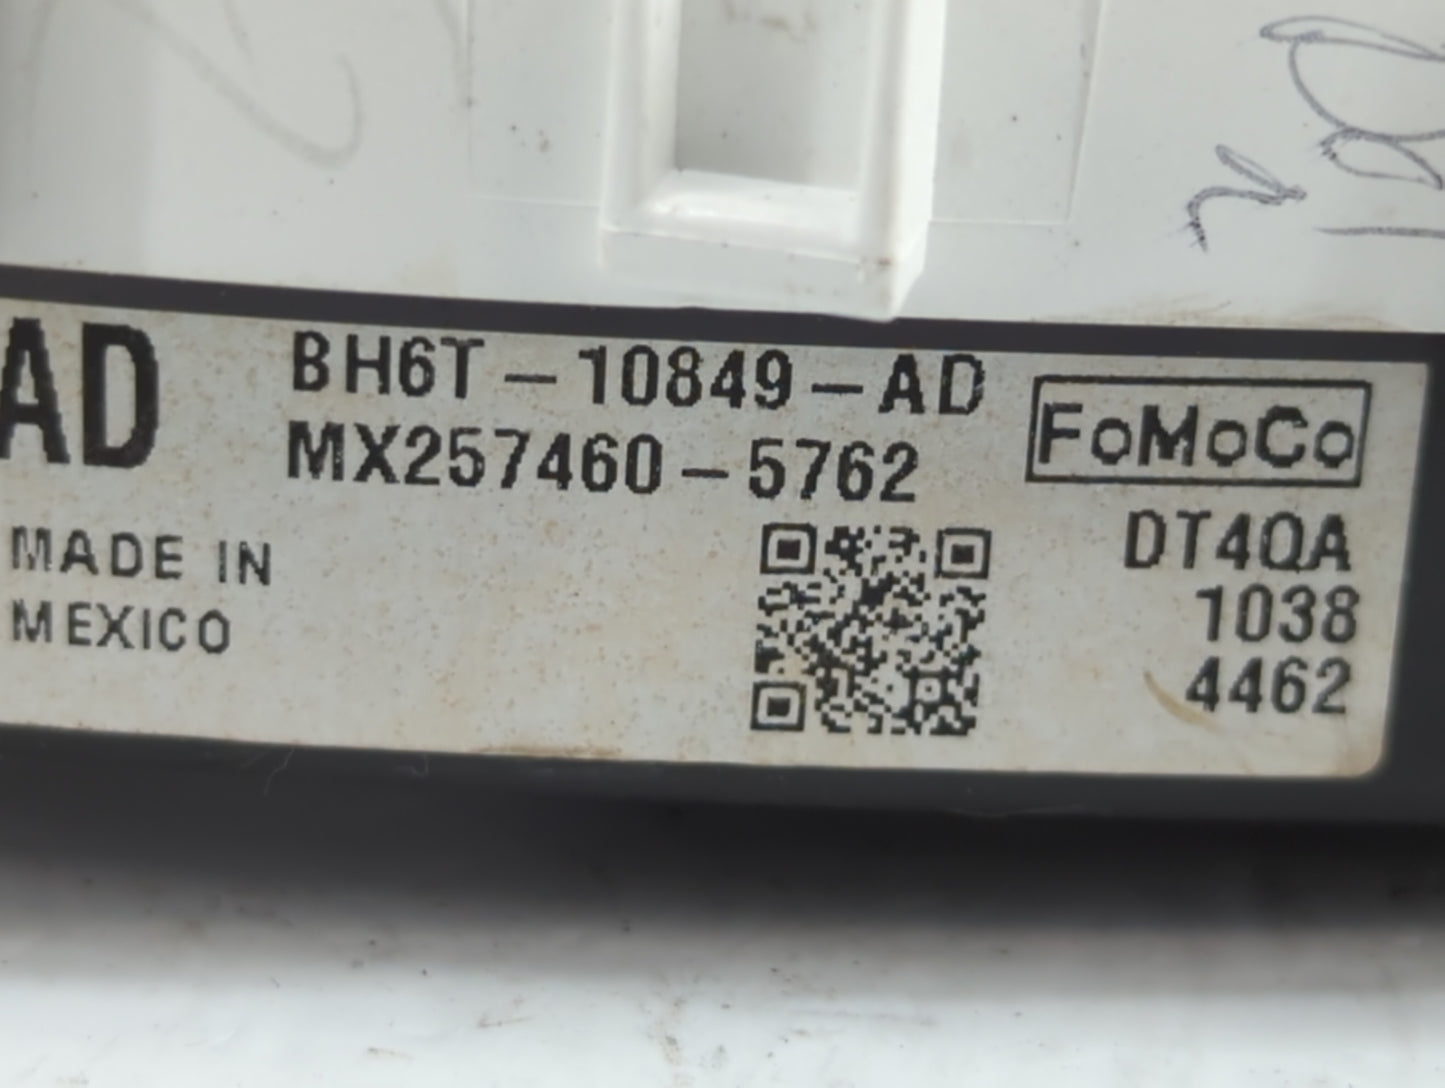 AD
BH6T-10849-AD
MX257460-5762
FoMoCo
MADE IN
MEXICO
DT4QA
1038
4462